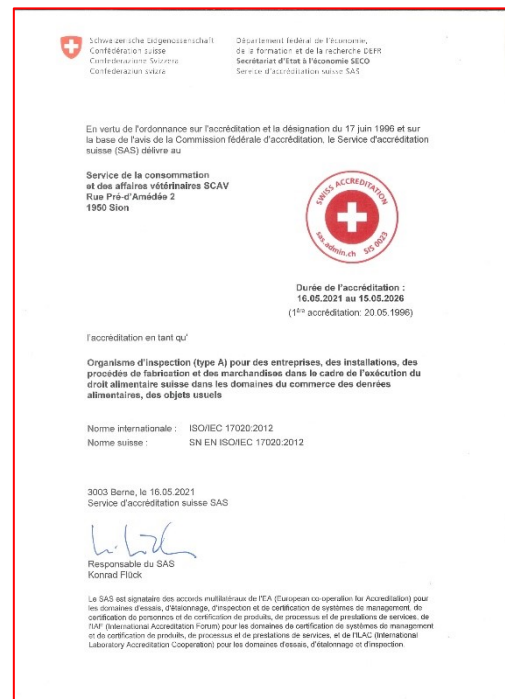 Schweizerische Eidgenossenschaft
Confédération suisse
Confederazione Svizzera
Confederaziun svizra
Département fédéral de l'économie,
de la formation et de la recherche DEFR
Secrétariat d'Etat à l'économie SECO
Service d'accréditation suisse SAS
En vertu de l'ordonnance sur l'accréditation et la désignation du 17 juin 1996 et sur
la base de l'avis de la Commission fédérale d'accréditation, le Service d'accréditation
suisse (SAS) délivre au
Service de la consommation
et des affaires vétérinaires SCAV
Rue Pré-d'Amédée 2
1950 Sion
SWISS ACCREDITATION
sas.admin.ch SIS 0023
Durée de l'accréditation :
16.05.2021 au 15.05.2026
(1ère accréditation: 20.05.1996)
l'accréditation en tant qu'
Organisme d'inspection (type A) pour des entreprises, des installations, des
procédés de fabrication et des marchandises dans le cadre de l'exécution du
droit alimentaire suisse dans les domaines du commerce des denrées
alimentaires, des objets usuels
Norme internationale : ISO/IEC 17020:2012
Norme suisse : SN EN ISO/IEC 17020:2012
3003 Berne, le 16.05.2021
Service d'accréditation suisse SAS
Responsable du SAS
Konrad Flück
Le SAS est signataire des accords multilatéraux de l'EA (European co-operation for Accreditation) pour
les domaines d'essais, d'étalonnage, d'inspection et de certification de systèmes de management, de
certification de personnes et de certification de produits, de processus et de prestations de services, de
l'IAF (International Accreditation Forum) pour les domaines de certification de systèmes de management
et de certification de produits, de processus et de prestations de services, et de l'ILAC (International
Laboratory Accreditation Cooperation) pour les domaines d'essais, d'étalonnage et d'inspection.